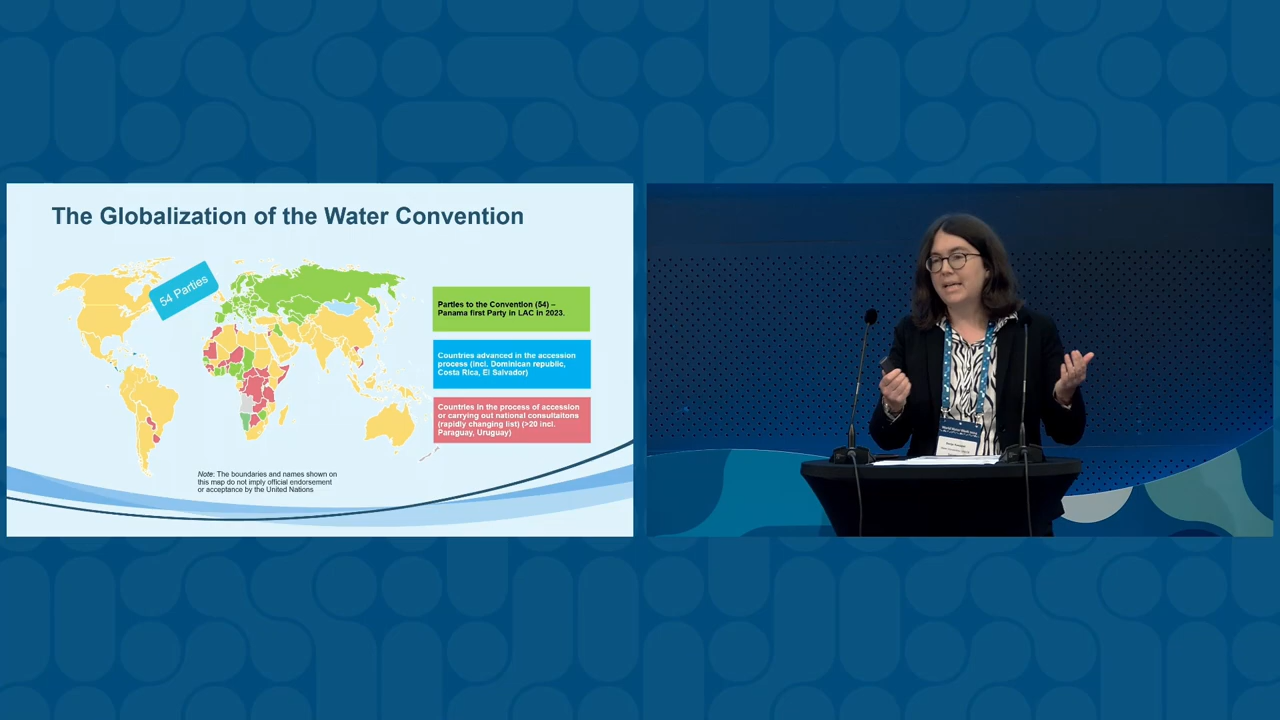 The Globalization of the Water Convention
54 Parties
Parties to the Convention (54) –
Panama first Party in LAC in 2023.
Countries advanced in the accession
process (incl. Dominican republic,
Costa Rica, El Salvador)
Countries in the process of accession
or carrying out national consultaitons
(rapidly changing list) (>20 incl.
Paraguay, Uruguay)
Note: The boundaries and names shown on
this map do not imply official endorsement
or acceptance by the United Nations